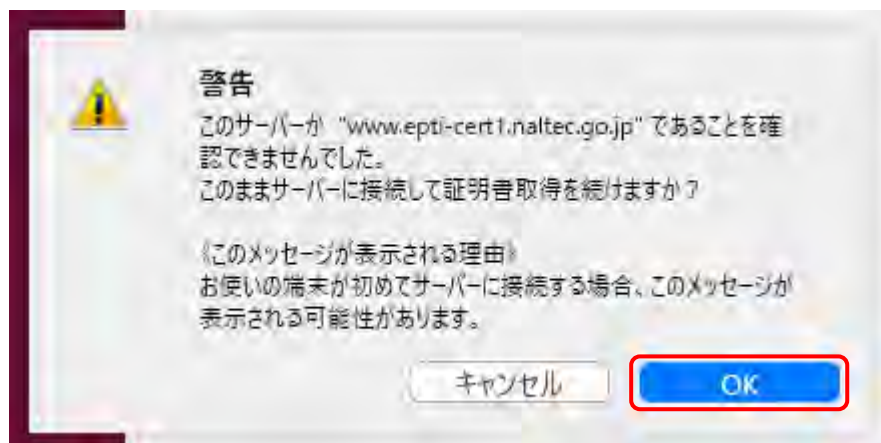 警告
このサーバーが "www.epti-cert1.naltec.go.jp" であることを確
認できませんでした。
このままサーバーに接続して証明書取得を続けますか?
《このメッセージが表示される理由》
お使いの端末が初めてサーバーに接続する場合、このメッセージが
表示される可能性があります。
キャンセル OK